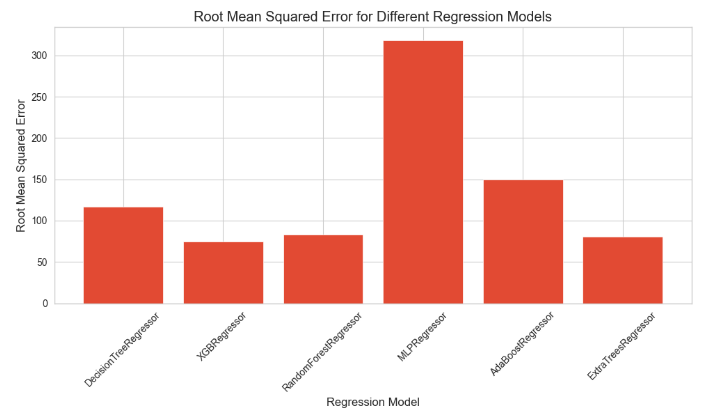 Root Mean Squared Error for Different Regression Models
Root Mean Squared Error
300
250
200
150
100
50
0
DecisionTreeRegressor
XGBRegressor
RandomForestRegressor
MLPRegressor
AdaBoostRegressor
ExtraTreesRegressor
Regression Model